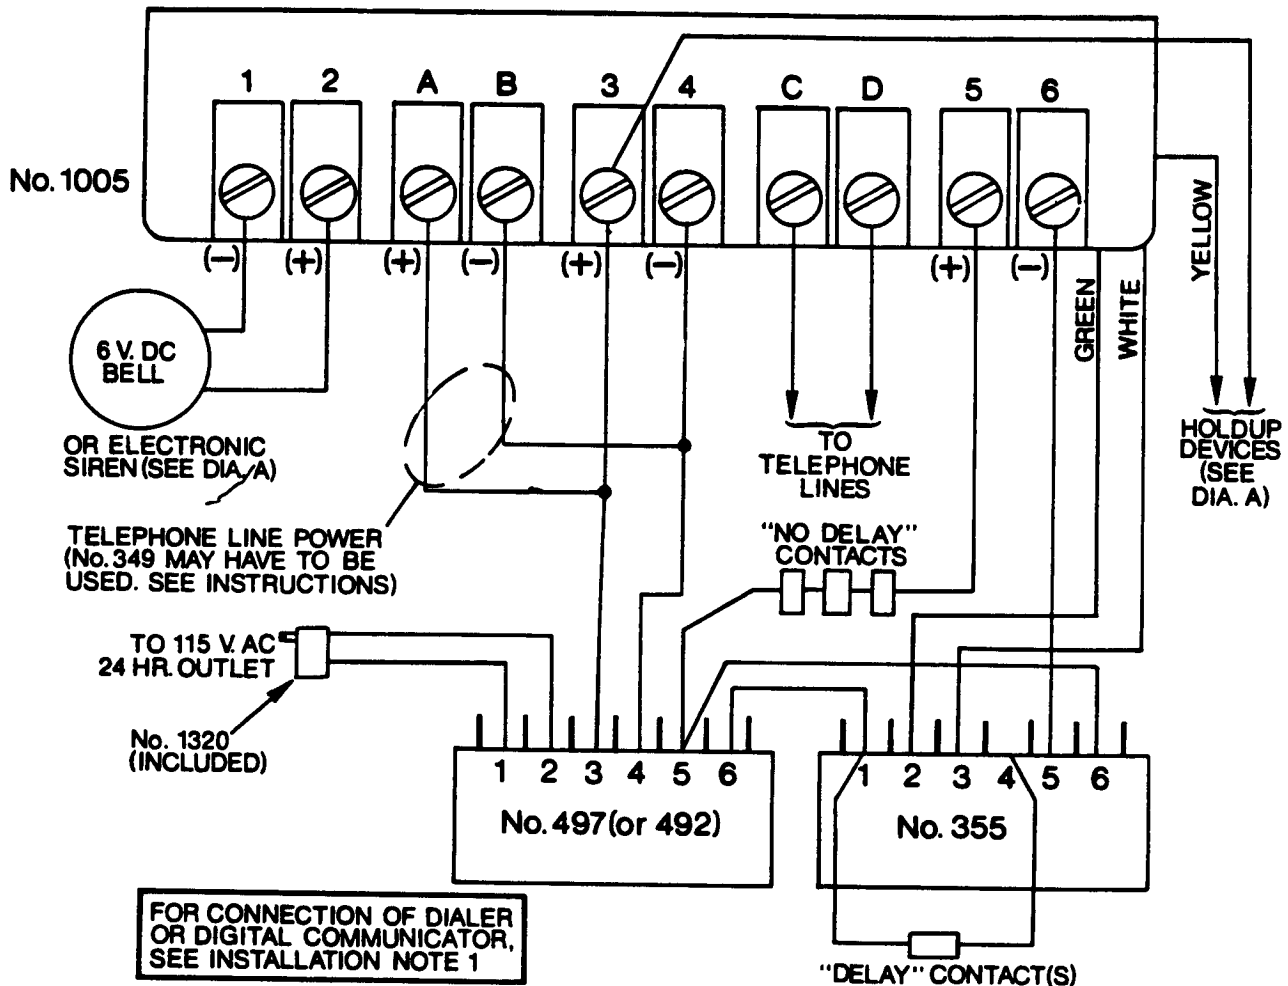 1 2 A B 3 4 C D 5 6
No. 1005
(-) (+) (+) (-) (+) (-) (+) (-)
YELLOW
GREEN
WHITE
6 V. DC
BELL
OR ELECTRONIC
SIREN (SEE DIA. A)
TO
TELEPHONE
LINES
HOLDUP
DEVICES
(SEE
DIA. A)
TELEPHONE LINE POWER
(No. 349 MAY HAVE TO BE
USED. SEE INSTRUCTIONS)
"NO DELAY"
CONTACTS
TO 115 V. AC
24 HR. OUTLET
No. 1320
(INCLUDED)
1 2 3 4 5 6
No. 497 (or 492)
1 2 3 4 5 6
No. 355
FOR CONNECTION OF DIALER
OR DIGITAL COMMUNICATOR,
SEE INSTALLATION NOTE 1
"DELAY" CONTACT(S)